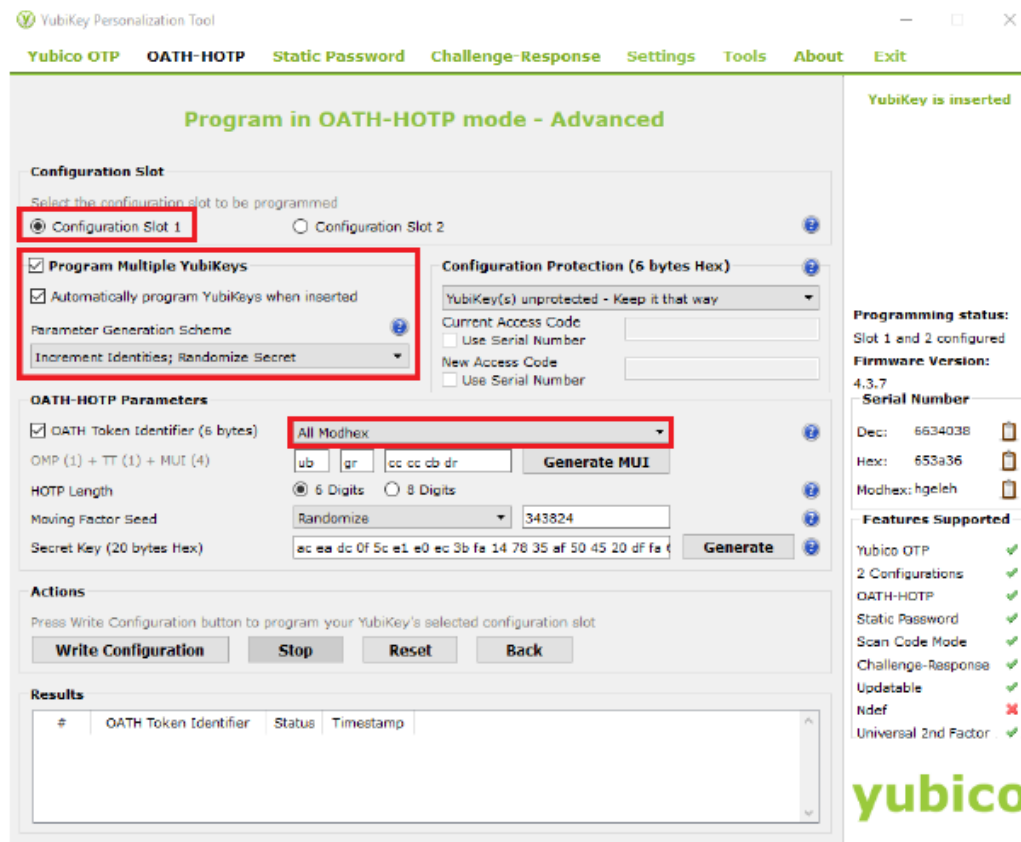 YubiKey Personalization Tool
Yubico OTP OATH-HOTP Static Password Challenge-Response Settings Tools About Exit
YubiKey is inserted
Program in OATH-HOTP mode - Advanced
Configuration Slot
Select the configuration slot to be programmed
Configuration Slot 1 Configuration Slot 2
Program Multiple YubiKeys
Automatically program YubiKeys when inserted
Parameter Generation Scheme
Increment Identities; Randomize Secret
Configuration Protection (6 bytes Hex)
YubiKey(s) unprotected - Keep it that way
Current Access Code
Use Serial Number
New Access Code
Use Serial Number
OATH-HOTP Parameters
OATH Token Identifier (6 bytes) All Modhex
OMP (1) + TT (1) + MUI (4) ub gr cc cc cb dr Generate MUI
HOTP Length 6 Digits 8 Digits
Moving Factor Seed Randomize 343824
Secret Key (20 bytes Hex) ac ea dc 0f 5c e1 e0 ec 3b fa 14 78 35 af 50 45 20 df fa Generate
Actions
Press Write Configuration button to program your YubiKey's selected configuration slot
Write Configuration Stop Reset Back
Results
# OATH Token Identifier Status Timestamp
Programming status:
Slot 1 and 2 configured
Firmware Version:
4.3.7
Serial Number
Dec: 6634038
Hex: 653a36
Modhex: hgeleh
Features Supported
Yubico OTP
2 Configurations
OATH-HOTP
Static Password
Scan Code Mode
Challenge-Response
Updatable
Ndef
Universal 2nd Factor
yubico